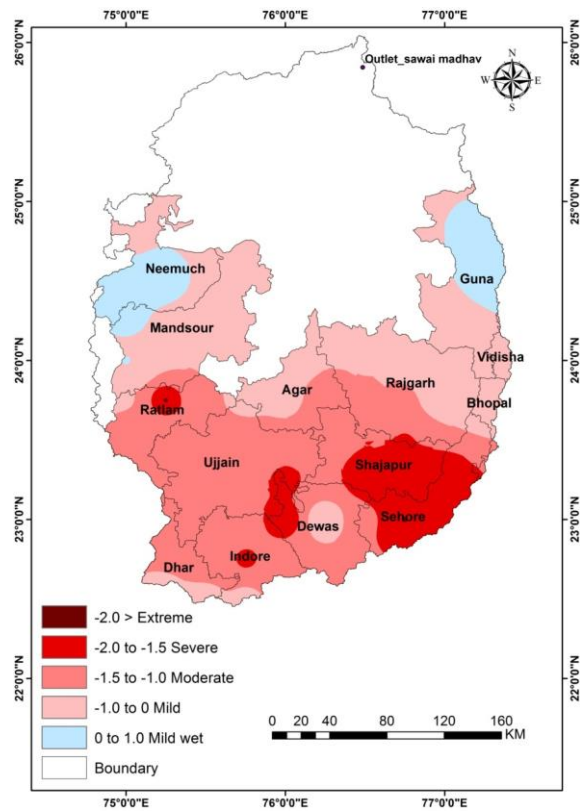 75°0'0"E 76°0'0"E 77°0'0"E
26°0'0"N
26°0'0"N
Outlet_sawai madhav
N
W E
S
25°0'0"N
25°0'0"N
Neemuch
Guna
Mandsour
24°0'0"N
24°0'0"N
Vidisha
Agar
Rajgarh
Bhopal
Ratlam
Ujjain
Shajapur
23°0'0"N
23°0'0"N
Sehore
Dewas
Indore
Dhar
-2.0 > Extreme
-2.0 to -1.5 Severe
-1.5 to -1.0 Moderate
-1.0 to 0 Mild
0 to 1.0 Mild wet
Boundary
22°0'0"N
22°0'0"N
0 20 40 80 120 160
KM
75°0'0"E 76°0'0"E 77°0'0"E